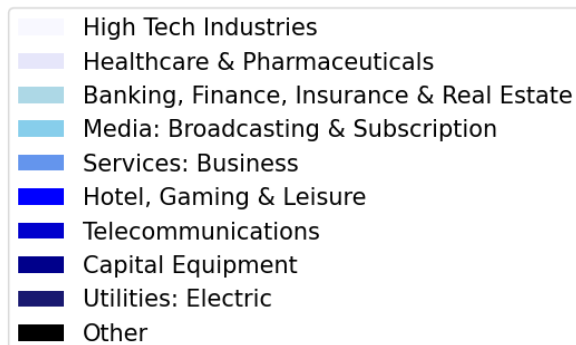 High Tech Industries
Healthcare & Pharmaceuticals
Banking, Finance, Insurance & Real Estate
Media: Broadcasting & Subscription
Services: Business
Hotel, Gaming & Leisure
Telecommunications
Capital Equipment
Utilities: Electric
Other